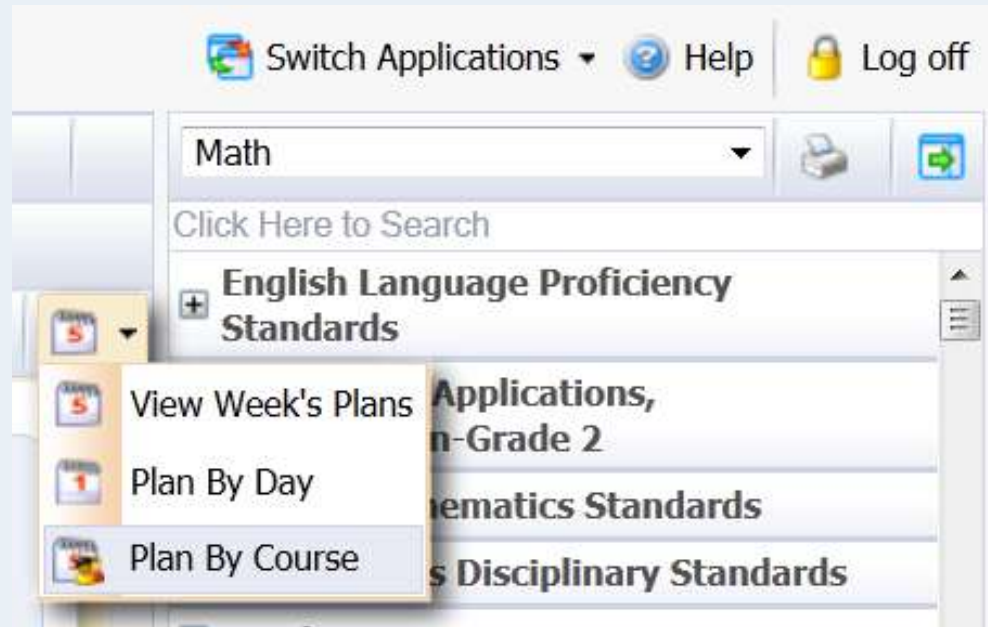 Switch Applications Help Log off
Math
Click Here to Search
English Language Proficiency
Standards
View Week's Plans
Applications,
n-Grade 2
Plan By Day
ematics Standards
Plan By Course
s Disciplinary Standards